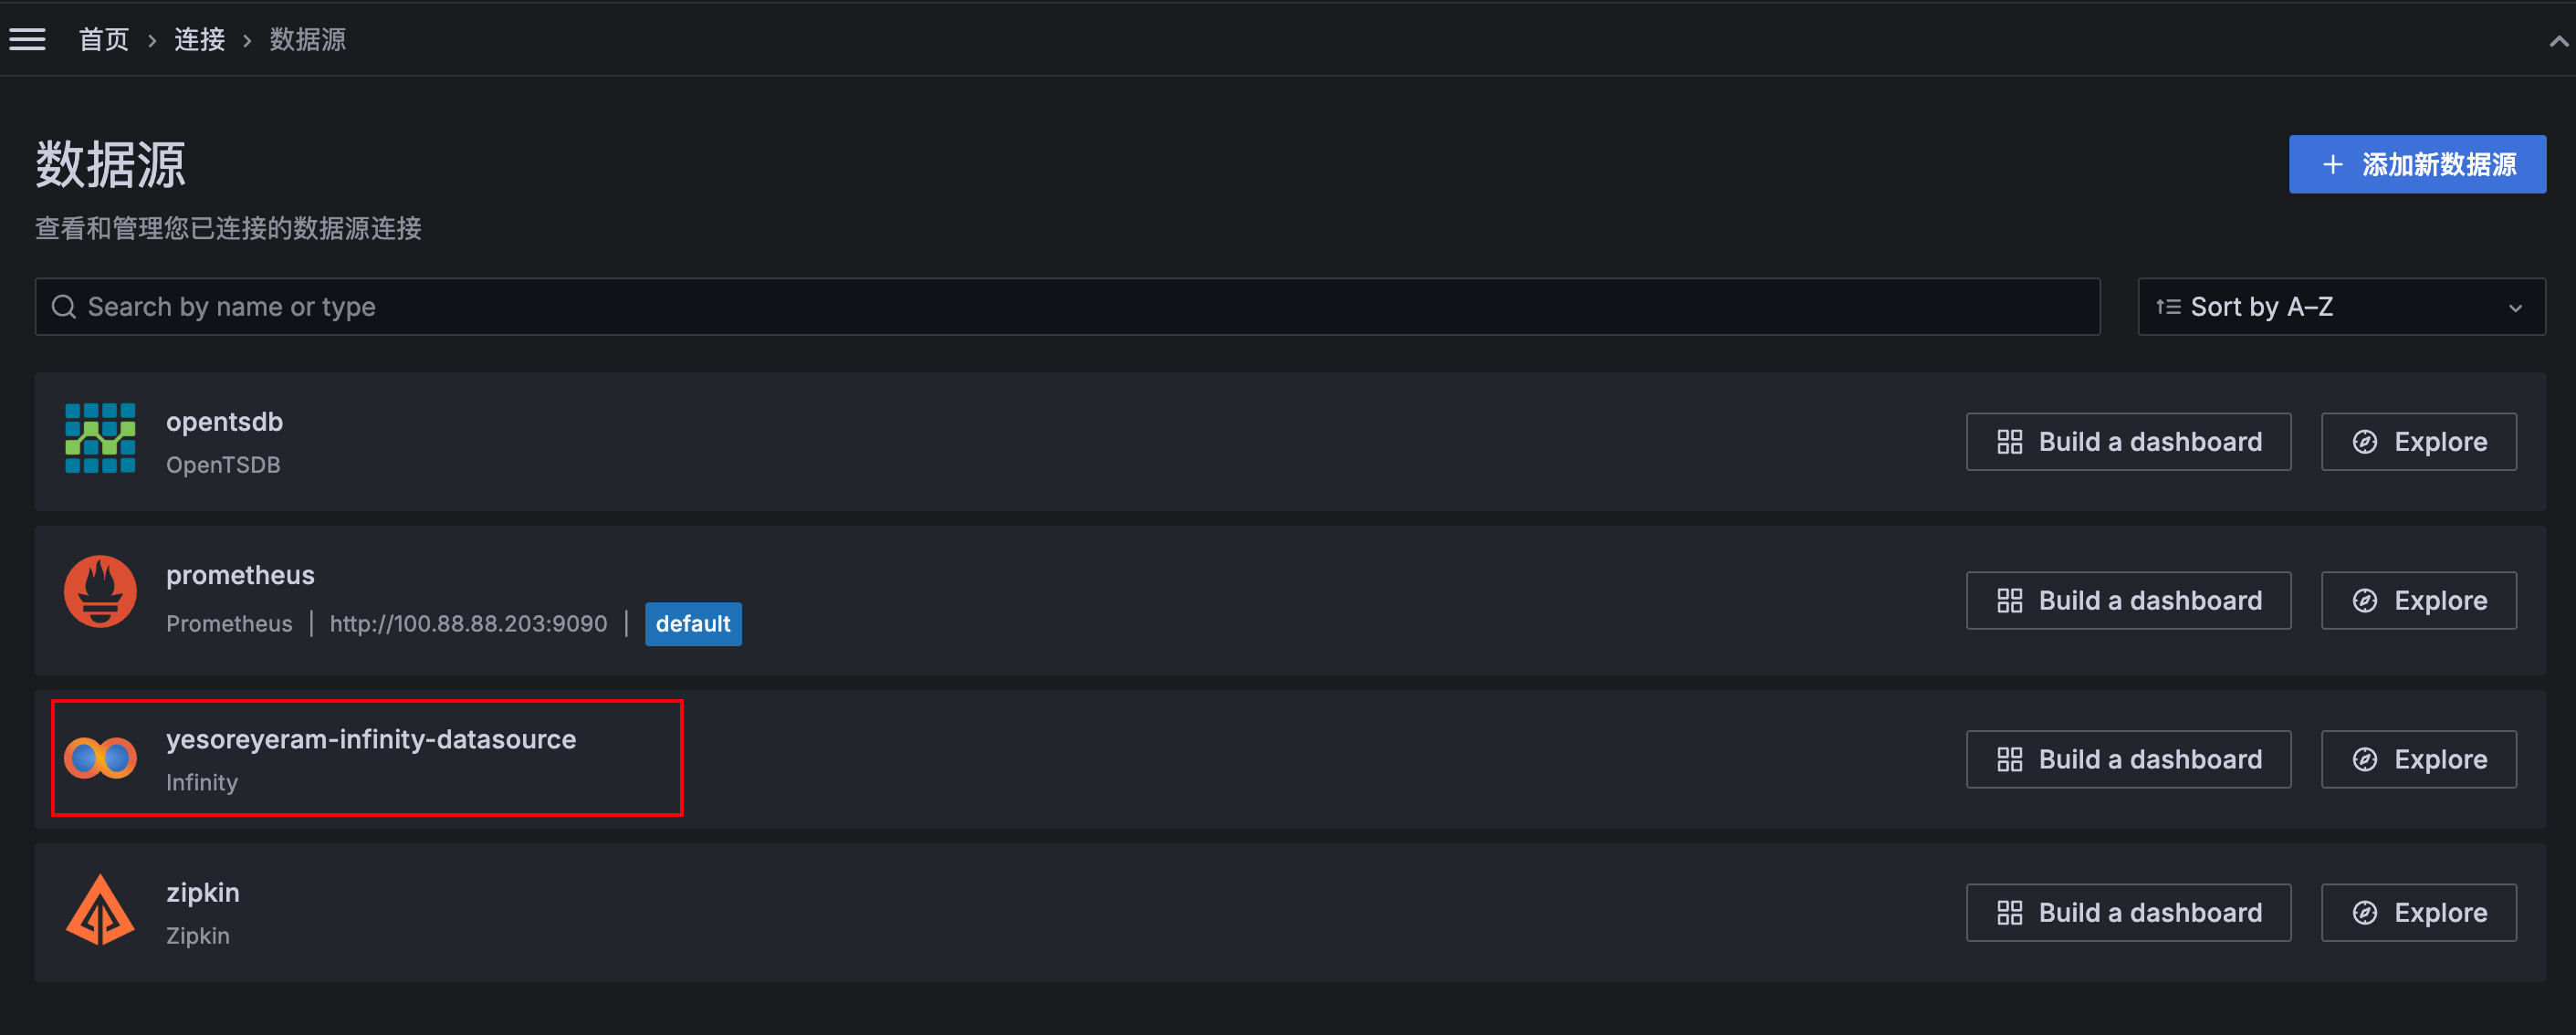 首页 › 连接 › 数据源
数据源
添加新数据源
查看和管理您已连接的数据源连接
Search by name or type
Sort by A–Z
opentsdb
OpenTSDB
Build a dashboard
Explore
prometheus
Prometheus | http://100.88.88.203:9090 | default
Build a dashboard
Explore
yesoreyeram-infinity-datasource
Infinity
Build a dashboard
Explore
zipkin
Zipkin
Build a dashboard
Explore